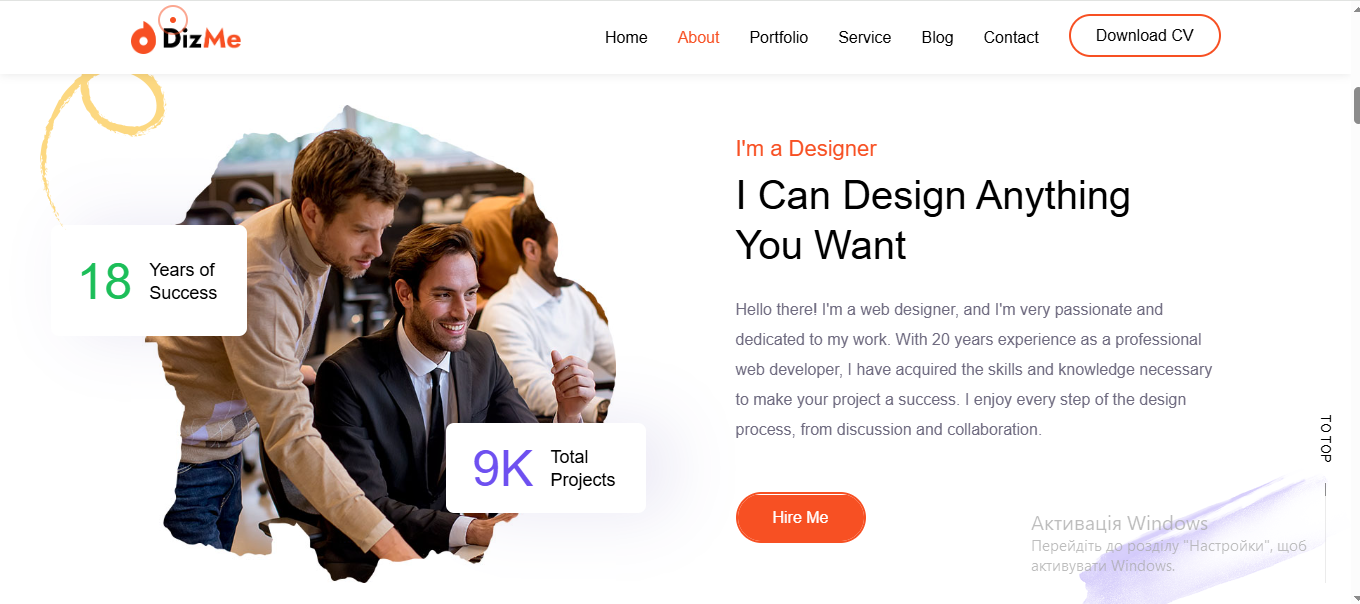 DizMe
Home
About
Portfolio
Service
Blog
Contact
Download CV
18
Years of
Success
9K
Total
Projects
I'm a Designer
I Can Design Anything
You Want
Hello there! I'm a web designer, and I'm very passionate and
dedicated to my work. With 20 years experience as a professional
web developer, I have acquired the skills and knowledge necessary
to make your project a success. I enjoy every step of the design
process, from discussion and collaboration.
Hire Me
TO TOP
Активація Windows
Перейдіть до розділу "Настройки", щоб
активувати Windows.